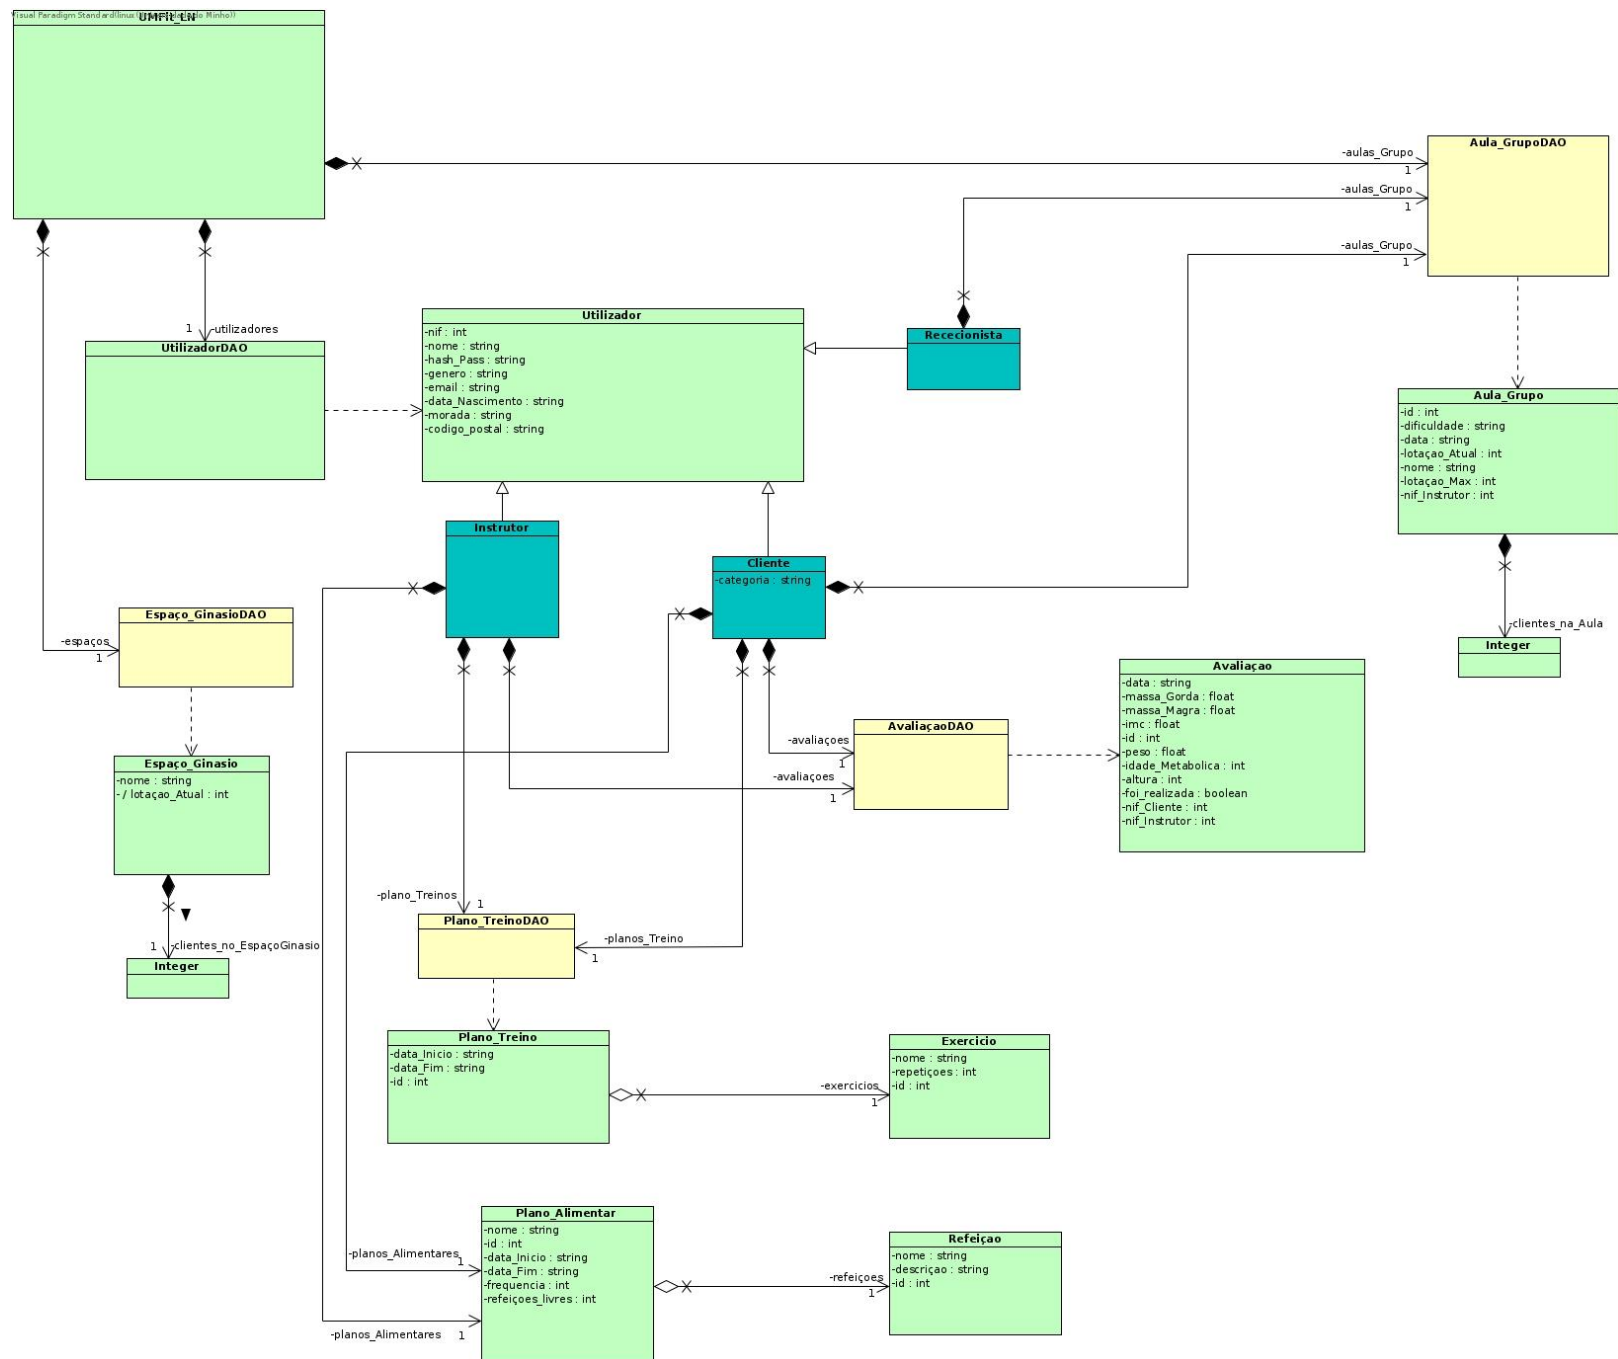 Visual Paradigm Standard(linux
do Minho))
UMFit_LN
-aulas_Grupo
1
Aula_GrupoDAO
-aulas_Grupo
1
-aulas_Grupo
1
1
-utilizadores
UtilizadorDAO
Utilizador
-nif : int
-nome : string
-hash_Pass : string
-genero : string
-email : string
-data_Nascimento : string
-morada : string
-codigo_postal : string
Rececionista
Aula_Grupo
-id : int
-dificuldade : string
-data : string
-lotaçao_Atual : int
-nome : string
-lotaçao_Max : int
-nif_Instrutor : int
Instrutor
Cliente
-categoria : string
-clientes_na_Aula
Integer
-espaços
1
Espaço_GinasioDAO
Avaliaçao
-data : string
-massa_Gorda : float
-massa_Magra : float
-imc : float
-id : int
-peso : float
-idade_Metabolica : int
-altura : int
-foi_realizada : boolean
-nif_Cliente : int
-nif_Instrutor : int
AvaliaçaoDAO
-avaliaçoes
1
-avaliaçoes
1
Espaço_Ginasio
-nome : string
- / lotaçao_Atual : int
1
-clientes_no_EspaçoGinasio
Integer
-plano_Treinos
1
Plano_TreinoDAO
-planos_Treino
1
Plano_Treino
-data_Inicio : string
-data_Fim : string
-id : int
-exercicios
1
Exercicio
-nome : string
-repetiçoes : int
-id : int
Plano_Alimentar
-nome : string
-id : int
-data_Inicio : string
-data_Fim : string
-frequência : int
-refeiçoes_livres : int
-planos_Alimentares
1
-planos_Alimentares
1
-refeiçoes
1
Refeiçao
-nome : string
-descriçao : string
-id : int